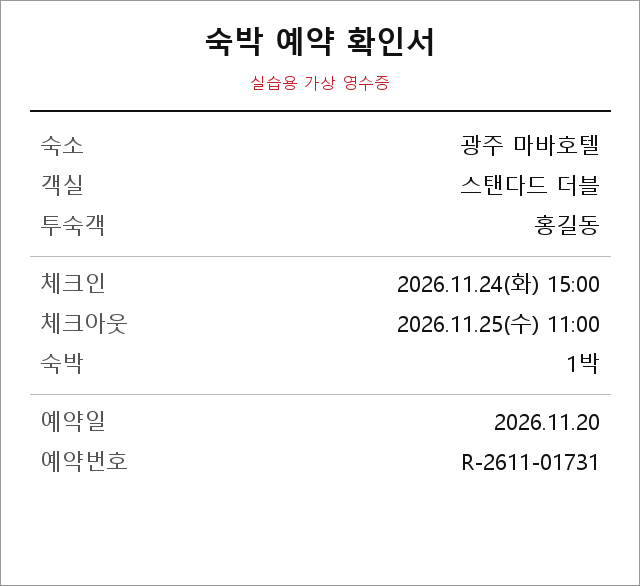 숙박 예약 확인서
실습용 가상 영수증
숙소 광주 마바호텔
객실 스탠다드 더블
투숙객 홍길동
체크인 2026.11.24(화) 15:00
체크아웃 2026.11.25(수) 11:00
숙박 1박
예약일 2026.11.20
예약번호 R-2611-01731